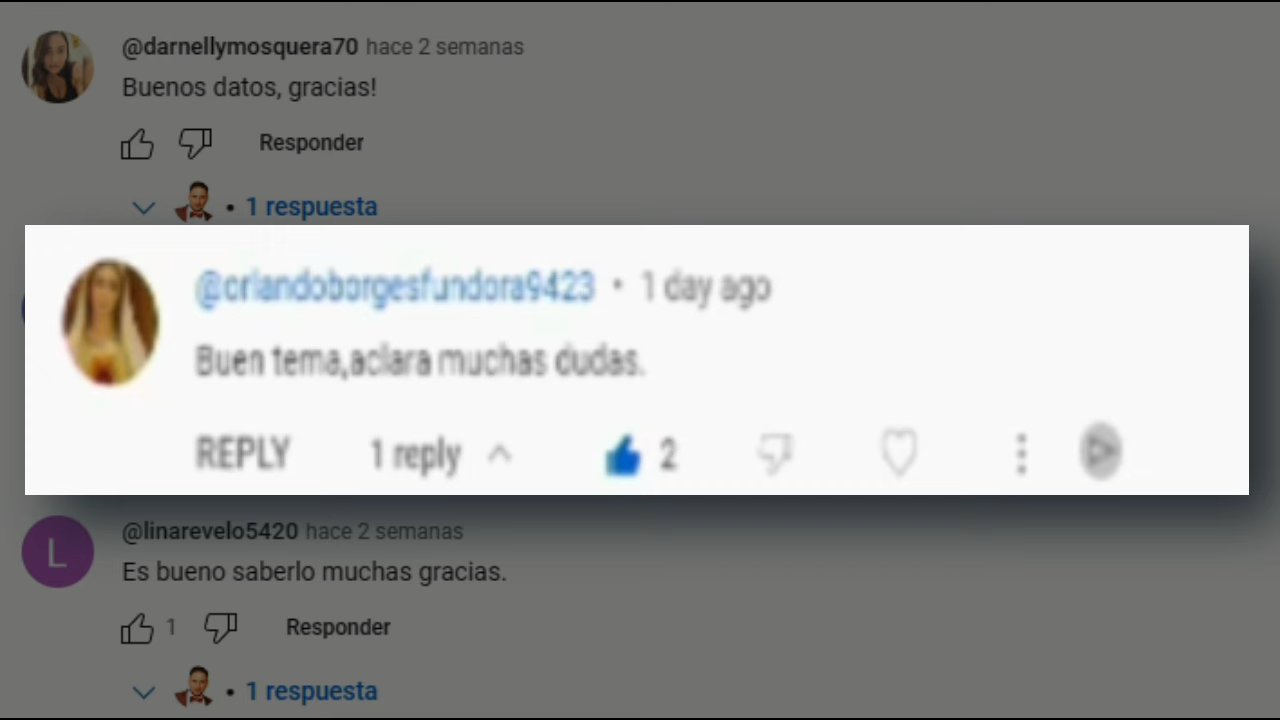 @darnellymosquera70 hace 2 semanas
Buenos datos, gracias!
Responder
1 respuesta
@orlandoborgesfundora9423 • 1 day ago
Buen tema,aclara muchas dudas.
REPLY 1 reply 2
L
@linarevelo5420 hace 2 semanas
Es bueno saberlo muchas gracias.
1 Responder
1 respuesta